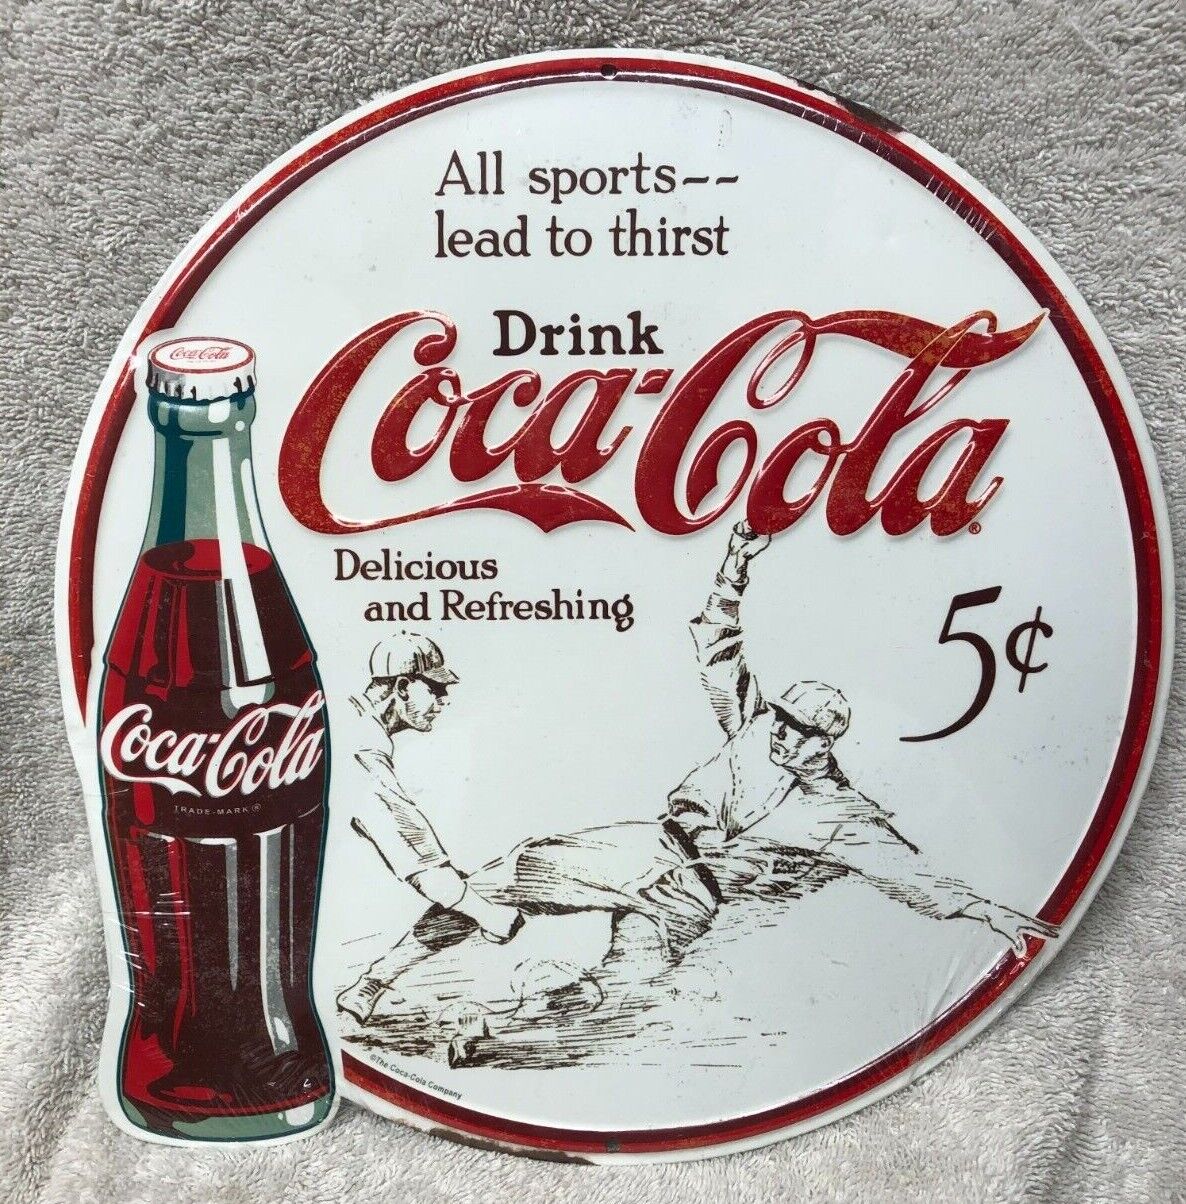 All sports--
lead to thirst
Drink
Coca-Cola®
Coca-Cola
Delicious
and Refreshing
5¢
Coca-Cola
TRADE-MARK ®
©The Coca-Cola Company